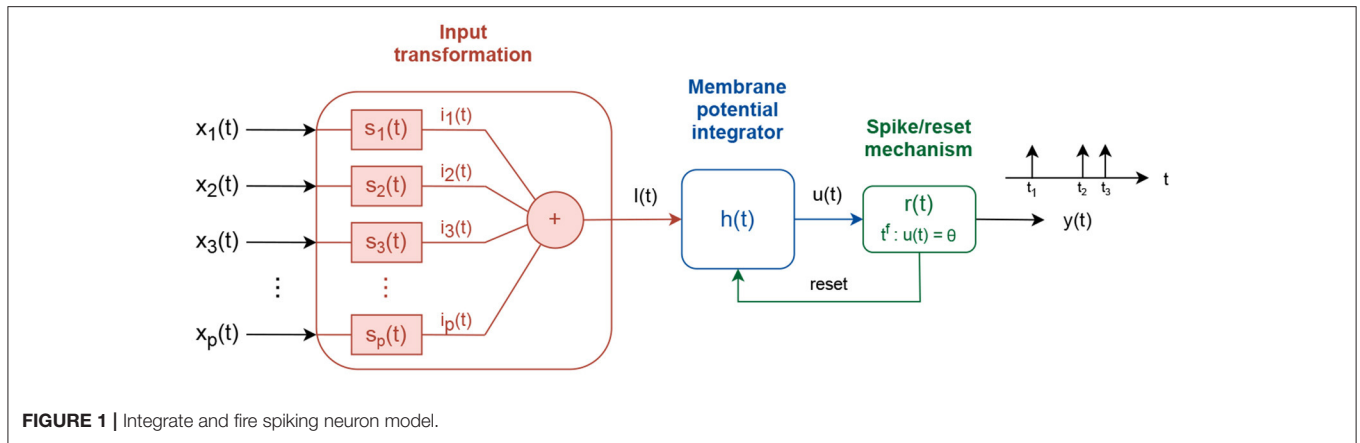 Input
transformation
x1(t)
s1(t)
i1(t)
x2(t)
s2(t)
i2(t)
x3(t)
s3(t)
i3(t)
⋮
⋮
xp(t)
sp(t)
ip(t)
+
I(t)
Membrane
potential
integrator
h(t)
u(t)
Spike/reset
mechanism
r(t)
t^f : u(t) = θ
reset
y(t)
t1
t2
t3
t
FIGURE 1 | Integrate and fire spiking neuron model.